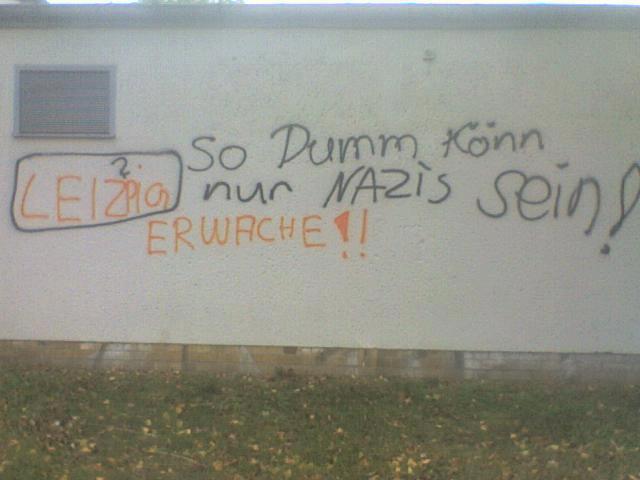 So Dumm Könn
nur NAZIS sein!
?
LEIZPIG
ERWACHE!!